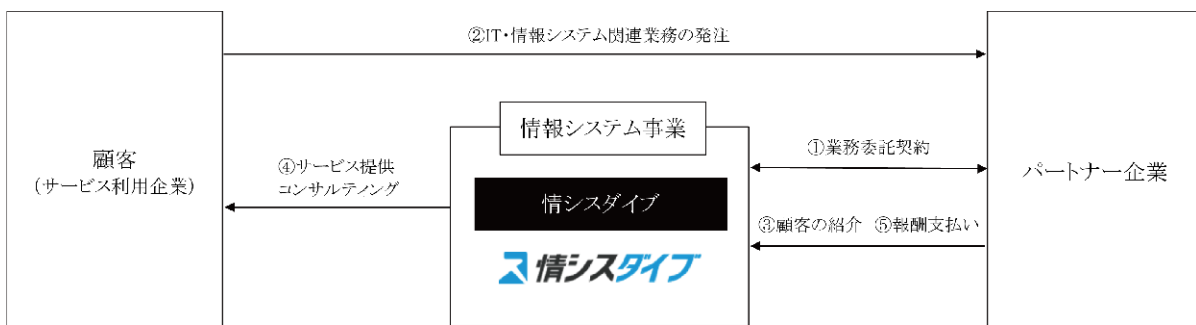 ②IT・情報システム関連業務の発注
情報システム事業
①業務委託契約
顧客
(サービス利用企業)
④サービス提供
コンサルティング
パートナー企業
情シスダイブ
③顧客の紹介 ⑤報酬支払い
情シスダイブ